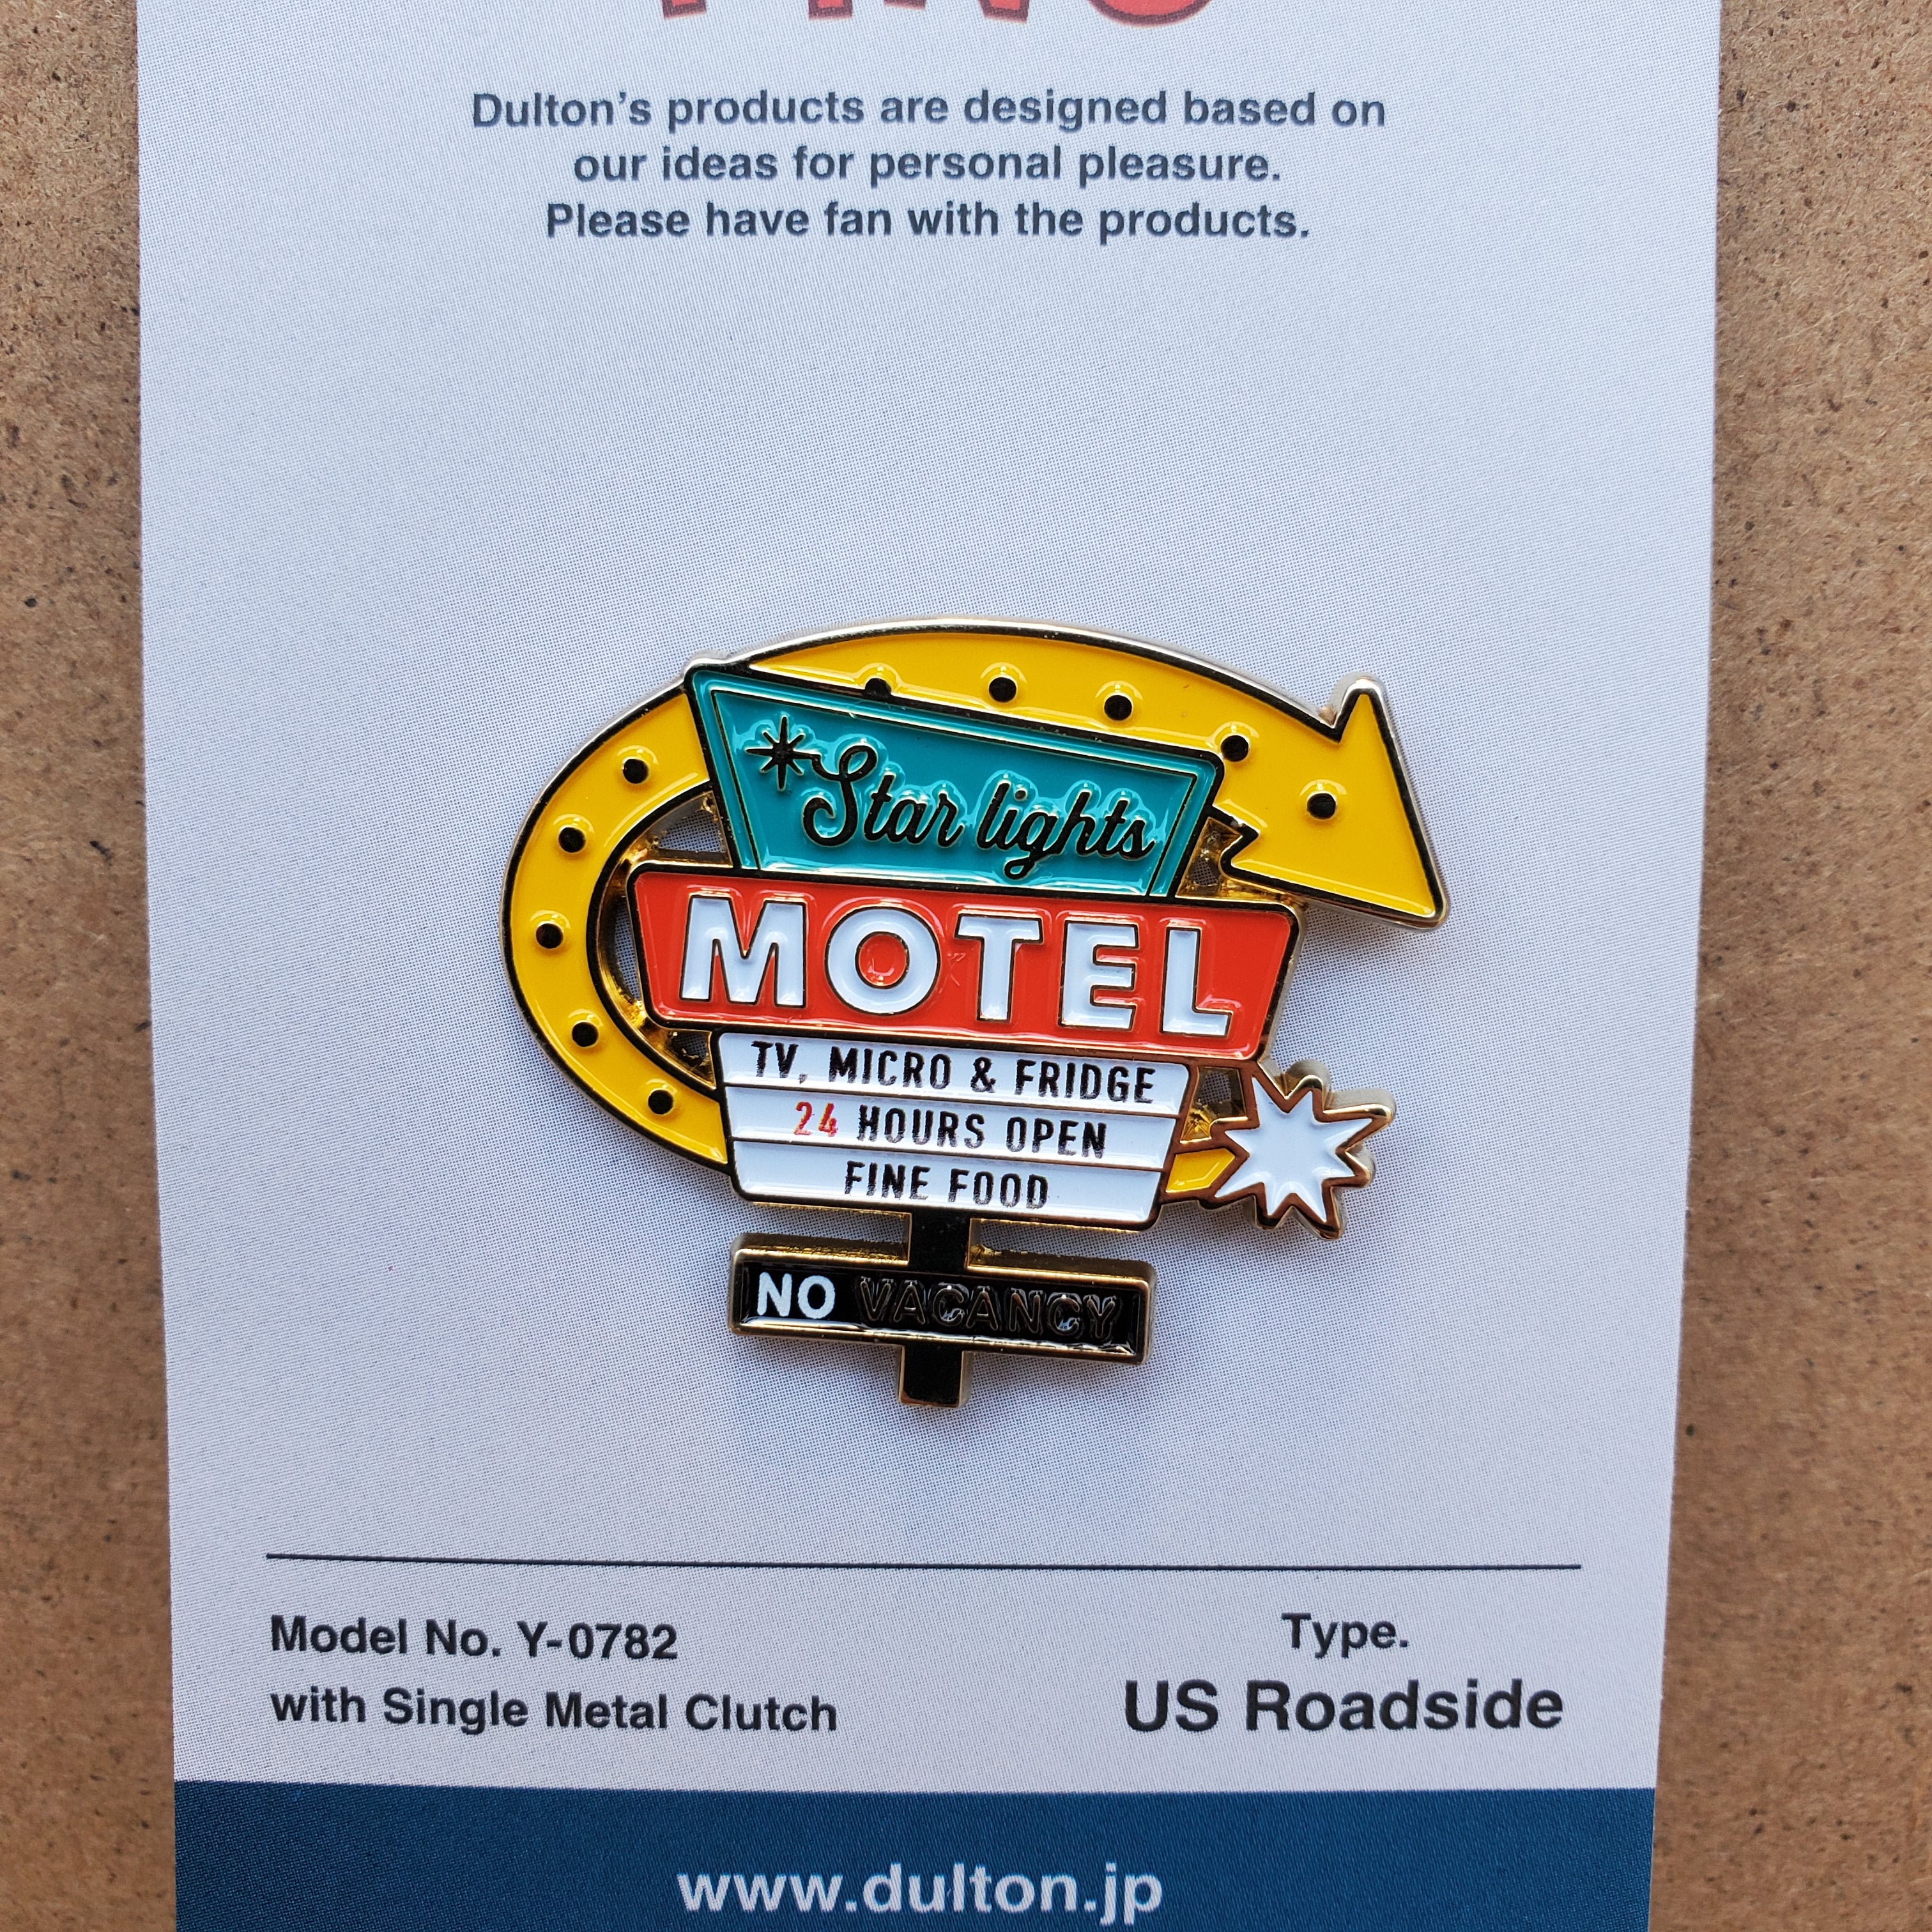 PINS
Dulton's products are designed based on
our ideas for personal pleasure.
Please have fan with the products.
Star lights
MOTEL
TV, MICRO & FRIDGE
24 HOURS OPEN
FINE FOOD
NO VACANCY
Model No. Y-0782
with Single Metal Clutch
Type.
US Roadside
www.dulton.jp